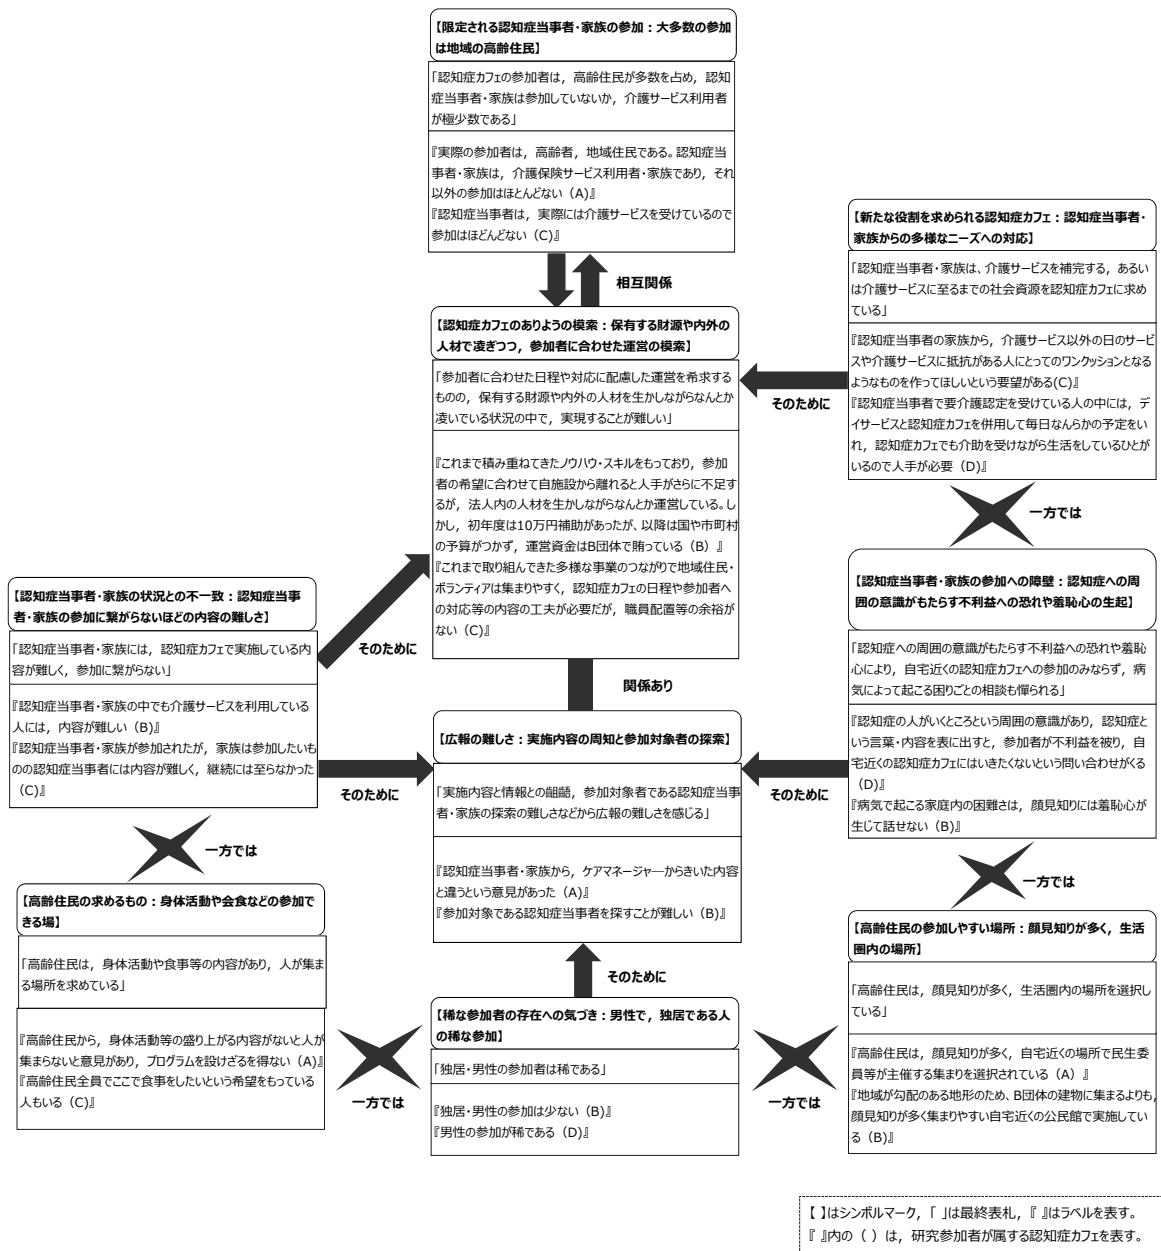 【限定される認知症当事者・家族の参加：大多数の参加
は地域の高齢住民】
「認知症カフェの参加者は，高齢住民が多数を占め，認知
症当事者・家族は参加していないか，介護サービス利用者
が極少数である」
『実際の参加者は，高齢者，地域住民である。認知症当
事者・家族は，介護保険サービス利用者・家族であり，それ
以外の参加はほとんどない（A)』
『認知症当事者は，実際には介護サービスを受けているので
参加はほどんどない（C)』
相互関係
【新たな役割を求められる認知症カフェ：認知症当事者・
家族からの多様なニーズへの対応】
「認知症当事者・家族は、介護サービスを補完する，あるい
は介護サービスに至るまでの社会資源を認知症カフェに求め
ている」
『認知症当事者の家族から，介護サービス以外の日のサービ
スや介護サービスに抵抗がある人にとってのワンクッションとなる
ようなものを作ってほしいという要望がある(C)』
『認知症当事者で要介護認定を受けている人の中には，デ
イサービスと認知症カフェを併用して毎日なんらかの予定をい
れ，認知症カフェでも介助を受けながら生活をしているひとが
いるので人手が必要（D)』
【認知症カフェのありようの模索：保有する財源や内外の
人材で凌ぎつつ，参加者に合わせた運営の模索】
「参加者に合わせた日程や対応に配慮した運営を希求する
ものの，保有する財源や内外の人材を生かしながらなんとか
凌いでいる状況の中で，実現することが難しい」
『これまで積み重ねてきたノウハウ・スキルをもっており，参加
者の希望に合わせて自施設から離れると人手がさらに不足す
るが，法人内の人材を生かしながらなんとか運営している。し
かし，初年度は10万円補助があったが、以降は国や市町村
の予算がつかず，運営資金はB団体で賄っている（B）』
『これまで取り組んできた多様な事業のつながりで地域住民・
ボランティアは集まりやすく，認知症カフェの日程や参加者へ
の対応等の内容の工夫が必要だが，職員配置等の余裕が
ない（C)』
そのために
一方では
【認知症当事者・家族の状況との不一致：認知症当事
者・家族の参加に繋がらないほどの内容の難しさ】
「認知症当事者・家族には，認知症カフェで実施している内
容が難しく，参加に繋がらない」
『認知症当事者・家族の中でも介護サービスを利用している
人には，内容が難しい（B)』
『認知症当事者・家族が参加されたが，家族は参加したいも
のの認知症当事者には内容が難しく，継続には至らなかった
（C)』
そのために
関係あり
【認知症当事者・家族の参加への障壁：認知症への周
囲の意識がもたらす不利益への恐れや羞恥心の生起】
「認知症への周囲の意識がもたらす不利益への恐れや羞恥
心により，自宅近くの認知症カフェへの参加のみならず，病
気によって起こる困りごとの相談も憚られる」
『認知症の人がいくところという周囲の意識があり，認知症と
いう言葉・内容を表に出すと，参加者が不利益を被り，自
宅近くの認知症カフェにはいきたくないという問い合わせがくる
（D)』
『病気で起こる家庭内の困難さは，顔見知りには羞恥心が
生じて話せない（B)』
【広報の難しさ：実施内容の周知と参加対象者の探索】
「実施内容と情報との齟齬，参加対象者である認知症当事
者・家族の探索の難しさなどから広報の難しさを感じる」
『認知症当事者・家族から，ケアマネージャーからきいた内容
と違うという意見があった（A)』
『参加対象である認知症当事者を探すことが難しい（B)』
そのために
そのために
一方では
一方では
【高齢住民の求めるもの：身体活動や会食などの参加で
きる場】
「高齢住民は，身体活動や食事等の内容があり，人が集ま
る場所を求めている」
『高齢住民から，身体活動等の盛り上がる内容がないと人が
集まらないと意見があり，プログラムを設けざるを得ない（A)』
『高齢住民全員でここで食事をしたいという希望をもっている
人もいる（C)』
そのために
【稀な参加者の存在への気づき：男性で，独居である人
の稀な参加】
「独居・男性の参加者は稀である」
『独居・男性の参加は少ない（B)』
『男性の参加が稀である（D)』
一方では
一方では
【高齢住民の参加しやすい場所：顔見知りが多く，生活
圏内の場所】
「高齢住民は，顔見知りが多く，生活圏内の場所を選択し
ている」
『高齢住民は，顔見知りが多く，自宅近くの場所で民生委
員等が主催する集まりを選択されている（A）』
『地域が勾配のある地形のため、B団体の建物に集まるよりも，
顔見知りが多く集まりやすい自宅近くの公民館で実施してい
る（B)』
【 】はシンボルマーク，「 」は最終表札，『 』はラベルを表す。
『 』内の（ ）は，研究参加者が属する認知症カフェを表す。